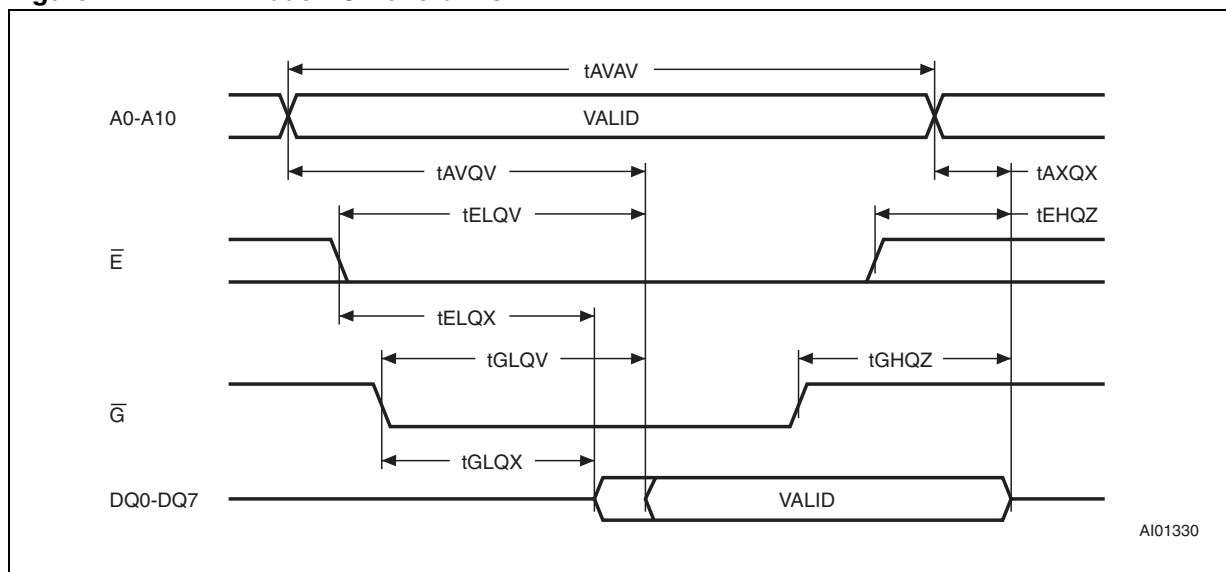 tAVAV
A0-A10
VALID
tAVQV
tAXQX
tELQV
tEHQZ
E̅
tELQX
tGLQV
tGHQZ
G̅
tGLQX
DQ0-DQ7
VALID
AI01330